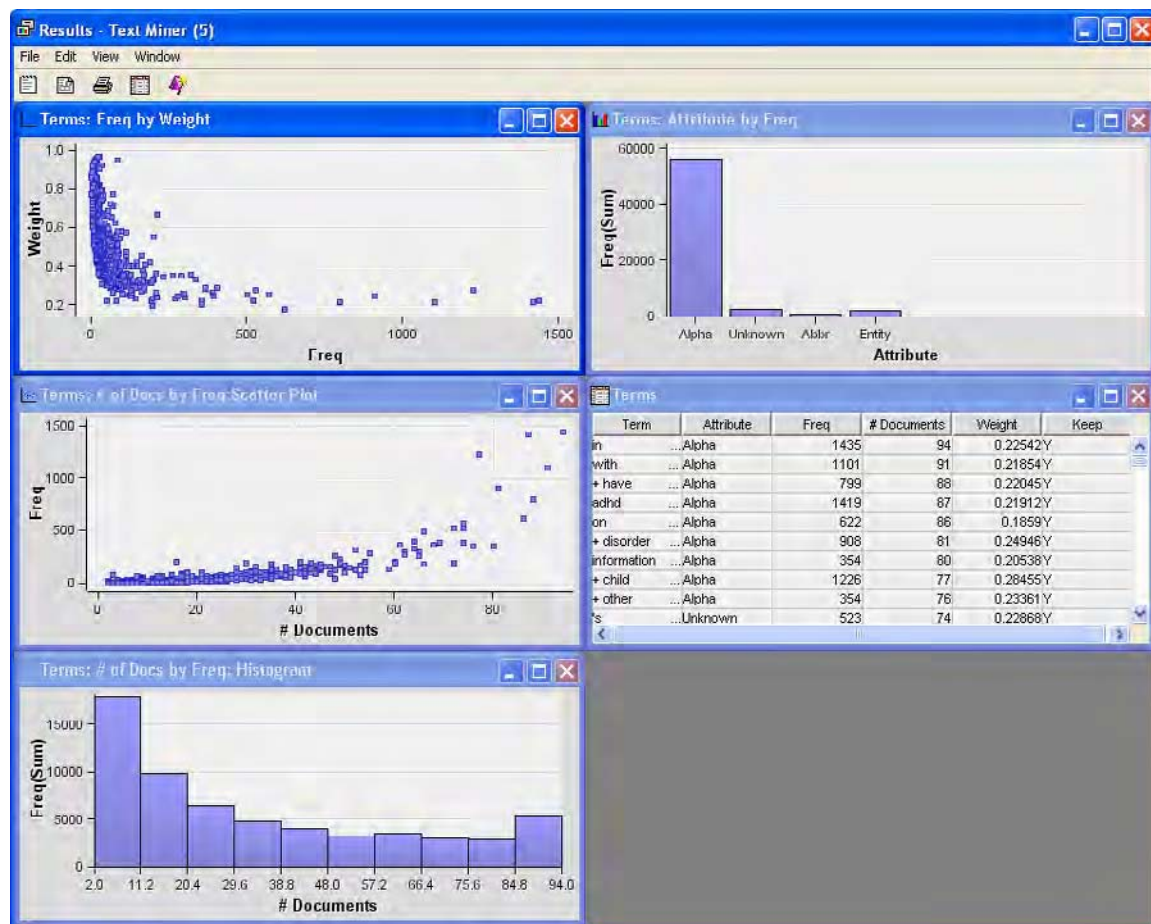 Results - Text Miner (5)
File Edit View Window
Terms: Freq by Weight
1.0
0.8
0.6
0.4
0.2
Weight
0 500 1000 1500
Freq
Terms: Attribute by Freq
60000
40000
20000
0
Freq(Sum)
Alpha Unknown Abbr Entity
Attribute
Terms: # of Docs by Freq:Scatter Plot
1500
1000
500
0
Freq
0 20 40 60 80
# Documents
Terms
Term Attribute Freq # Documents Weight Keep
in ...Alpha 1435 94 0.22542 Y
with ...Alpha 1101 91 0.21854 Y
+ have ...Alpha 799 88 0.22045 Y
adhd ...Alpha 1419 87 0.21912 Y
on ...Alpha 622 86 0.1859 Y
+ disorder ...Alpha 908 81 0.24946 Y
information ...Alpha 354 80 0.20538 Y
+ child ...Alpha 1226 77 0.28455 Y
+ other ...Alpha 354 76 0.23361 Y
's ...Unknown 523 74 0.22868 Y
Terms: # of Docs by Freq: Histogram
15000
10000
5000
0
Freq(Sum)
2.0 11.2 20.4 29.6 38.8 48.0 57.2 66.4 75.6 84.8 94.0
# Documents